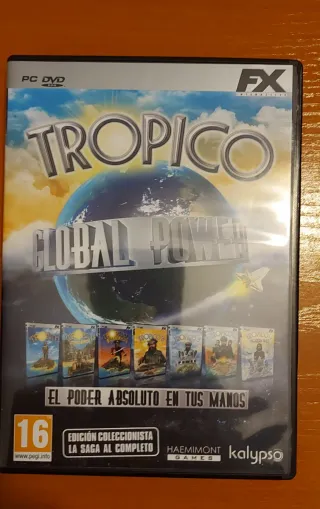 PC DVD
FX
TROPICO
GLOBAL POWER
EL PODER ABSOLUTO EN TUS MANOS
16
www.pegi.info
EDICIÓN COLECCIONISTA
LA SAGA AL COMPLETO
HAEMIMONT
GAMES
kalypso